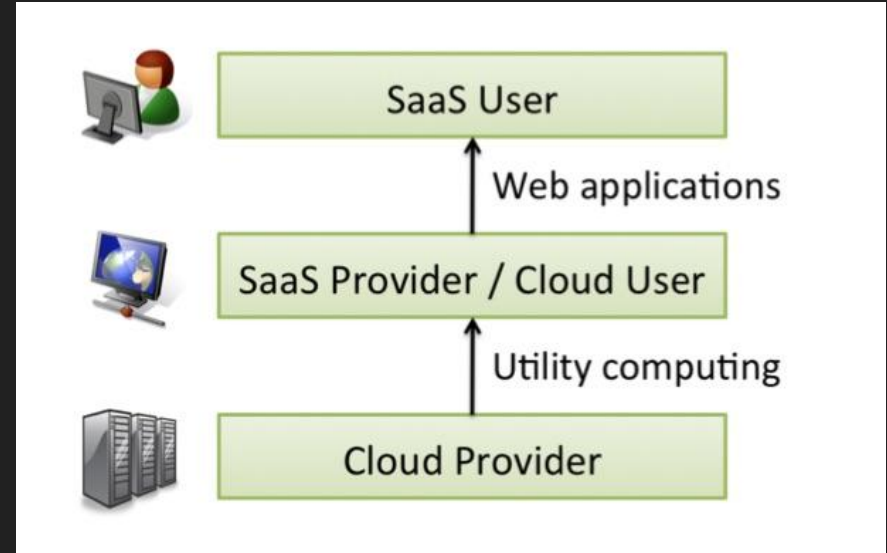 SaaS User
Web applications
SaaS Provider / Cloud User
Utility computing
Cloud Provider